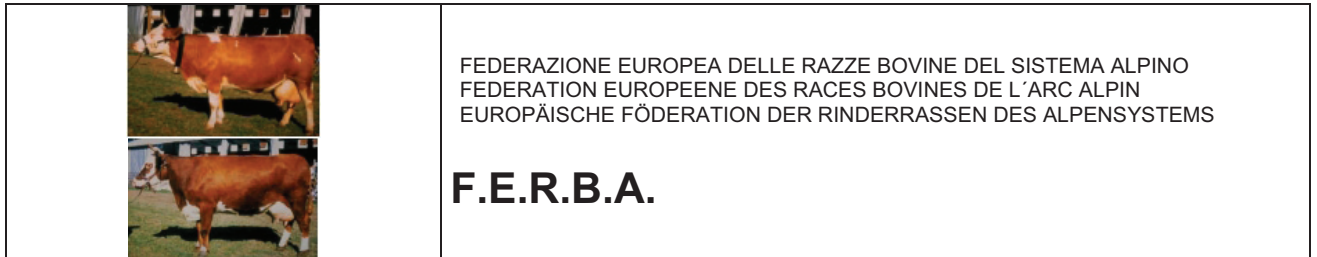 FEDERAZIONE EUROPEA DELLE RAZZE BOVINE DEL SISTEMA ALPINO
FEDERATION EUROPEENE DES RACES BOVINES DE L´ARC ALPIN
EUROPÄISCHE FÖDERATION DER RINDERRASSEN DES ALPENSYSTEMS
F.E.R.B.A.